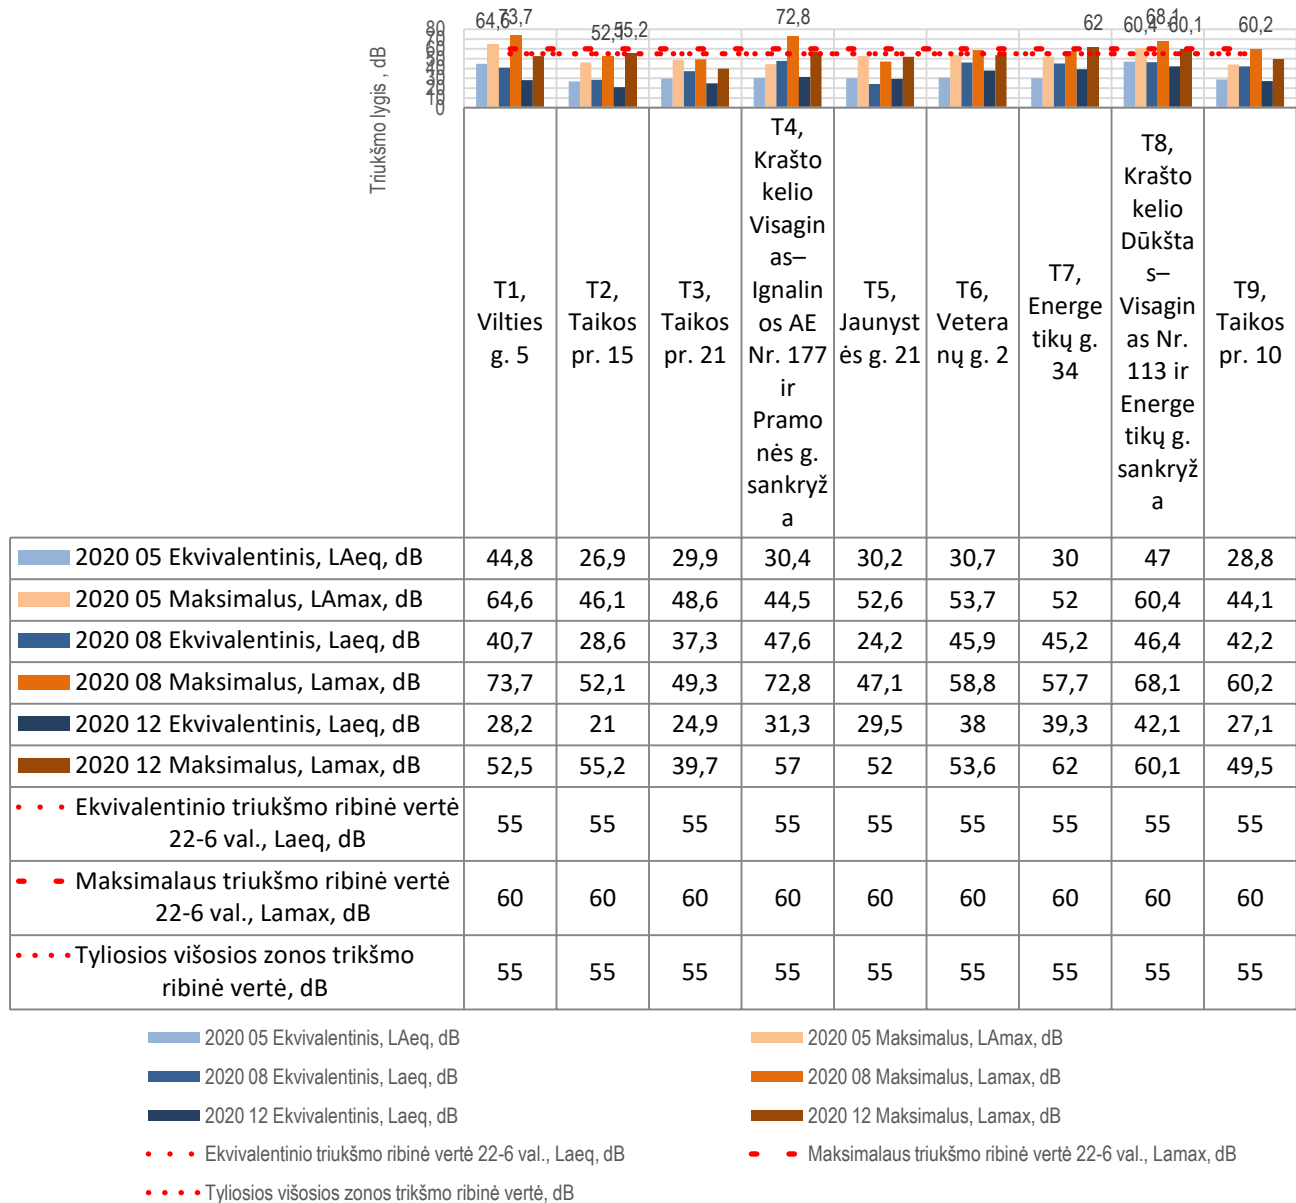 64,6
73,7
52,1
55,2
72,8
62
60,4
68,1
60,1
60,2
Triukšmo lygis , dB
80
70
60
50
40
30
20
10
0
T1,
Vilties
g. 5
T2,
Taikos
pr. 15
T3,
Taikos
pr. 21
T4,
Krašto
kelio
Visagin
as–
Ignalin
os AE
Nr. 177
ir
Pramo
nės g.
sankryž
a
T5,
Jaunyst
ės g. 21
T6,
Vetera
nų g. 2
T7,
Energe
tikų g.
34
T8,
Krašto
kelio
Dūkšta
s–
Visagin
as Nr.
113 ir
Energe
tikų g.
sankryž
a
T9,
Taikos
pr. 10
2020 05 Ekvivalentinis, LAeq, dB 44,8 26,9 29,9 30,4 30,2 30,7 30 47 28,8
2020 05 Maksimalus, LAmax, dB 64,6 46,1 48,6 44,5 52,6 53,7 52 60,4 44,1
2020 08 Ekvivalentinis, Laeq, dB 40,7 28,6 37,3 47,6 24,2 45,9 45,2 46,4 42,2
2020 08 Maksimalus, Lamax, dB 73,7 52,1 49,3 72,8 47,1 58,8 57,7 68,1 60,2
2020 12 Ekvivalentinis, Laeq, dB 28,2 21 24,9 31,3 29,5 38 39,3 42,1 27,1
2020 12 Maksimalus, Lamax, dB 52,5 55,2 39,7 57 52 53,6 62 60,1 49,5
Ekvivalentinio triukšmo ribinė vertė
22-6 val., Laeq, dB
55 55 55 55 55 55 55 55 55
Maksimalaus triukšmo ribinė vertė
22-6 val., Lamax, dB
60 60 60 60 60 60 60 60 60
Tyliosios višosios zonos trikšmo
ribinė vertė, dB
55 55 55 55 55 55 55 55 55
2020 05 Ekvivalentinis, LAeq, dB
2020 05 Maksimalus, LAmax, dB
2020 08 Ekvivalentinis, Laeq, dB
2020 08 Maksimalus, Lamax, dB
2020 12 Ekvivalentinis, Laeq, dB
2020 12 Maksimalus, Lamax, dB
Ekvivalentinio triukšmo ribinė vertė 22-6 val., Laeq, dB
Maksimalaus triukšmo ribinė vertė 22-6 val., Lamax, dB
Tyliosios višosios zonos trikšmo ribinė vertė, dB